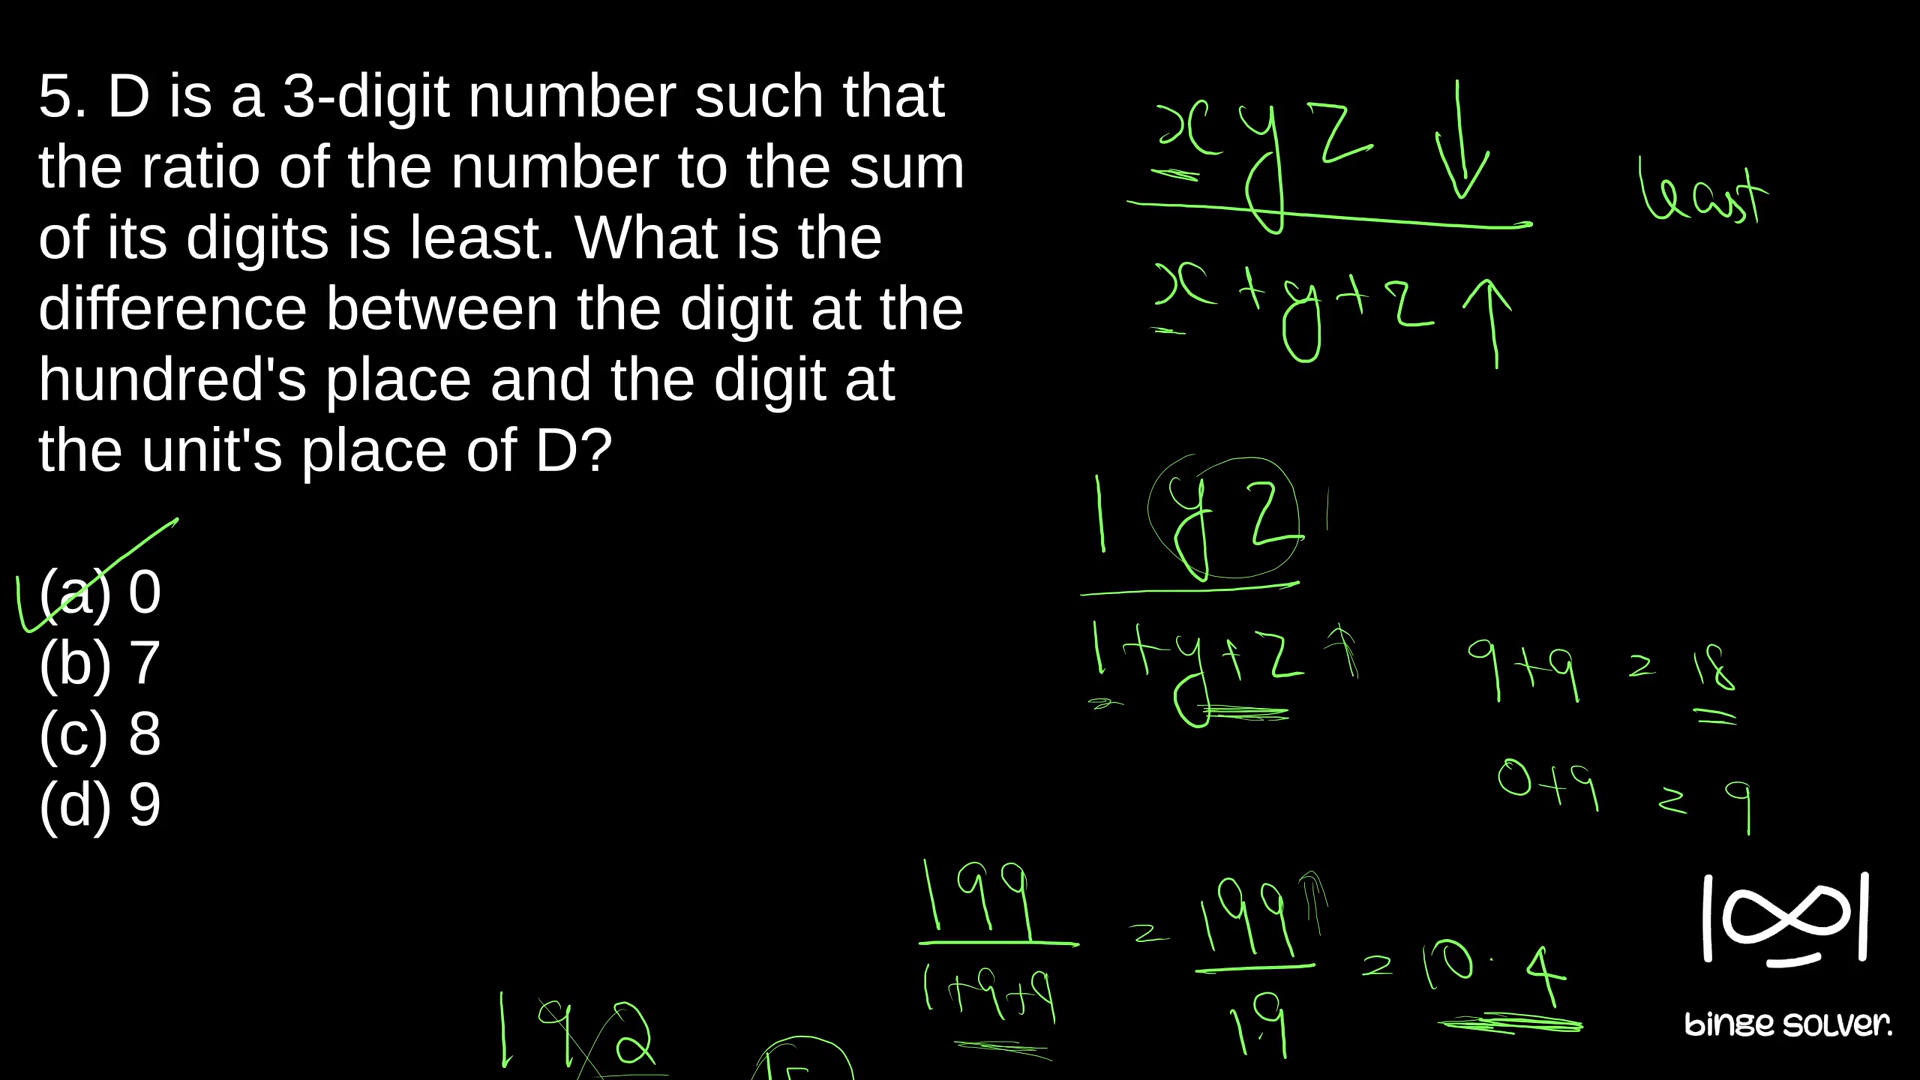 5. D is a 3-digit number such that
the ratio of the number to the sum
of its digits is least. What is the
difference between the digit at the
hundred's place and the digit at
the unit's place of D?
(a) 0
(b) 7
(c) 8
(d) 9
x y z ↓
x + y + z ↑
least
1 y z
1 + y + z ↑
9 + 9 = 18
0 + 9 = 9
199
1+9+9
= 199 ↑
19
= 10.4
192
binge solver.